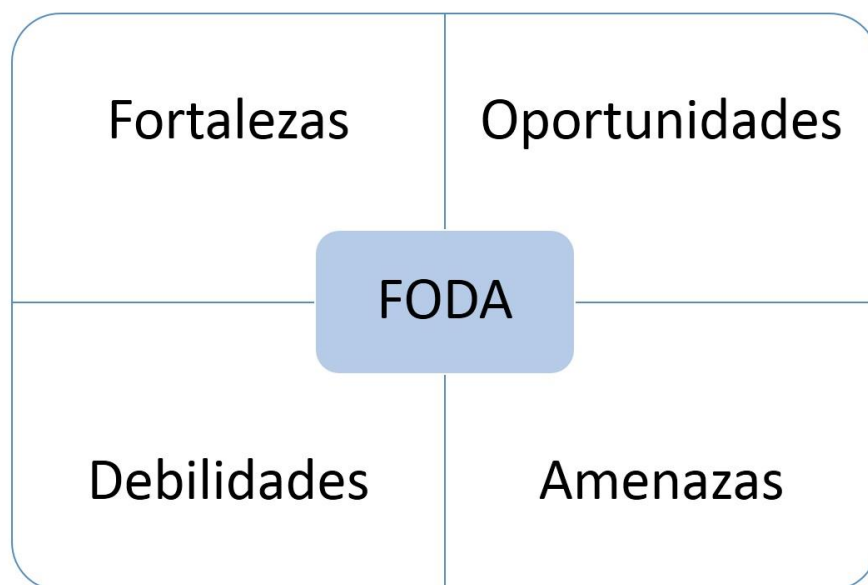 Fortalezas
Oportunidades
FODA
Debilidades
Amenazas